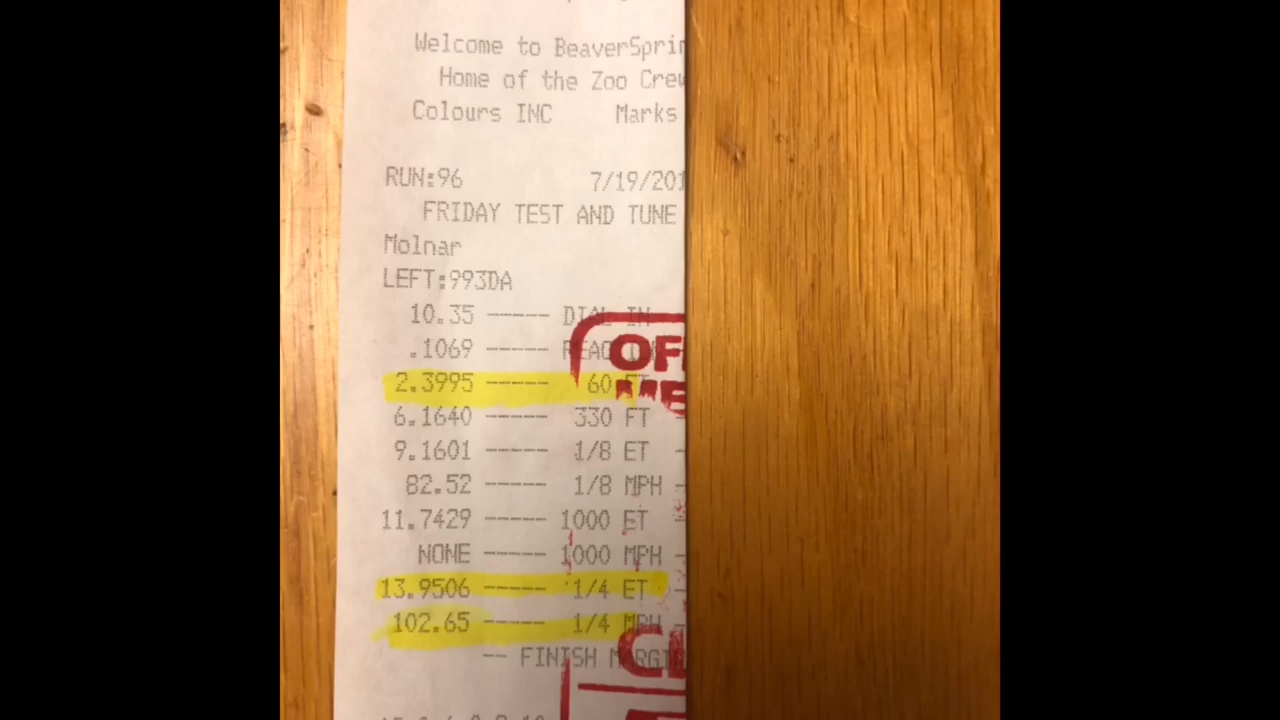 Welcome to BeaverSprin
Home of the Zoo Crew
Colours INC Marks
RUN:96 7/19/201
FRIDAY TEST AND TUNE
Molnar
LEFT:993DA
10.35 ---- DIAL IN
.1069 ---- REACTION
2.3995 ---- 60 FT
6.1640 ---- 330 FT
9.1601 ---- 1/8 ET -
82.52 ---- 1/8 MPH -
11.7429 ---- 1000 ET -
NONE ---- 1000 MPH -
13.9506 ---- 1/4 ET -
102.65 ---- 1/4 MPH -
-- FINISH MARGI